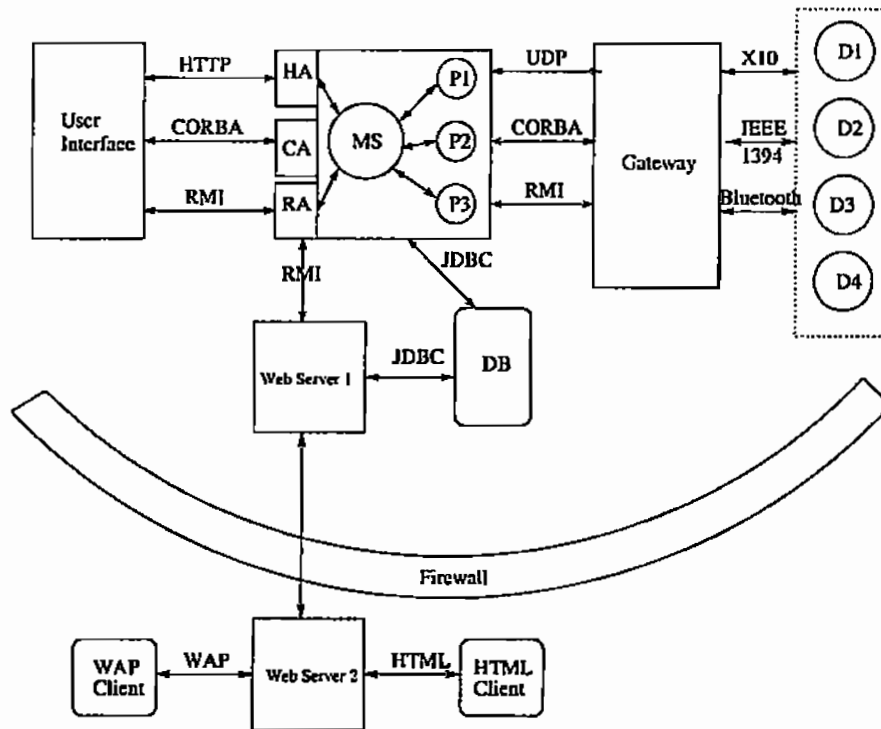 HTTP
HA
P1
UDP
X10
D1
User
Interface
CORBA
CA
MS
P2
CORBA
Gateway
IEEE
1394
D2
RMI
RA
P3
RMI
Bluetooth
D3
RMI
JDBC
D4
Web Server 1
JDBC
DB
Firewall
WAP
Client
WAP
Web Server 2
HTML
HTML
Client